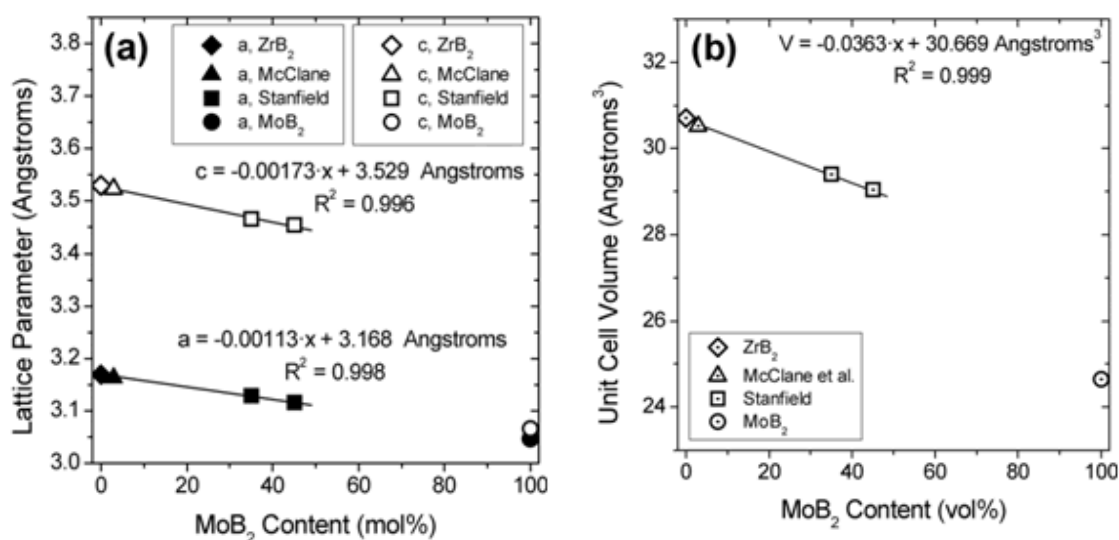 (a)
a, ZrB₂
a, McClane
a, Stanfield
a, MoB₂
c, ZrB₂
c, McClane
c, Stanfield
c, MoB₂
c = -0.00173·x + 3.529 Angstroms
R² = 0.996
a = -0.00113·x + 3.168 Angstroms
R² = 0.998
Lattice Parameter (Angstroms)
3.8
3.7
3.6
3.5
3.4
3.3
3.2
3.1
3.0
0
20
40
60
80
100
MoB₂ Content (mol%)
(b)
V = -0.0363·x + 30.669 Angstroms³
R² = 0.999
Unit Cell Volume (Angstroms³)
32
30
28
26
24
ZrB₂
McClane et al.
Stanfield
MoB₂
0
20
40
60
80
100
MoB₂ Content (vol%)